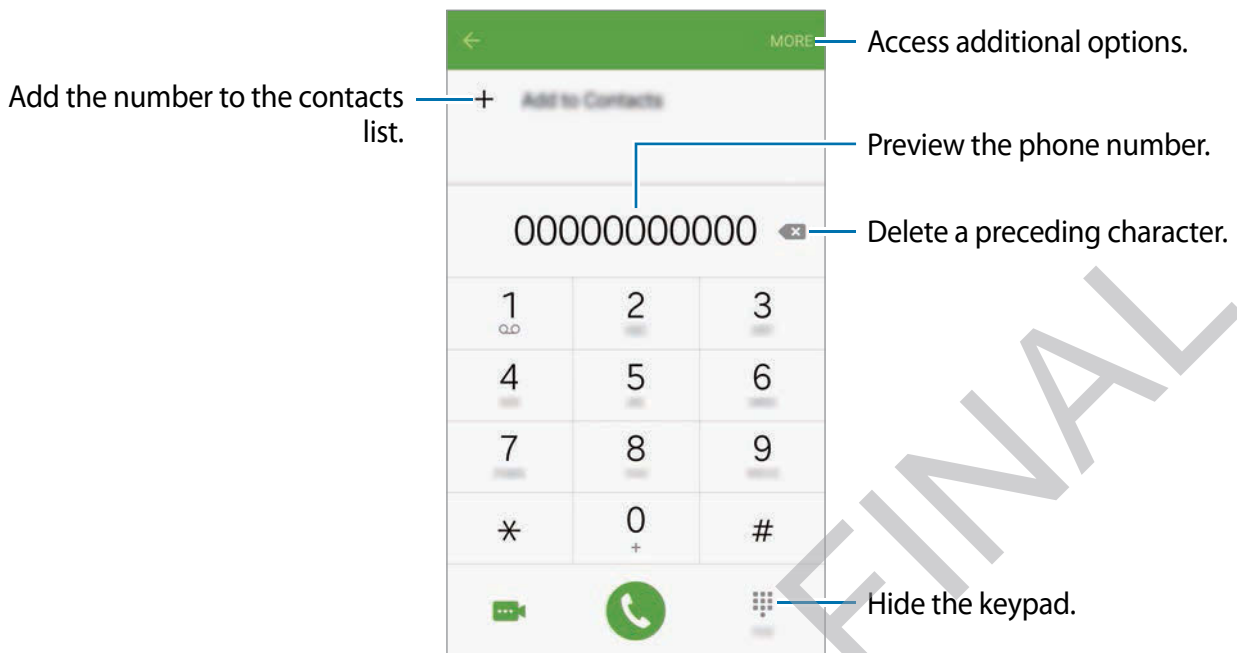 MORE
Access additional options.
Add the number to the contacts
list.
Add to Contacts
Preview the phone number.
00000000000
Delete a preceding character.
1
2
3
4
5
6
7
8
9
*
0
+
#
Hide the keypad.
FINAL